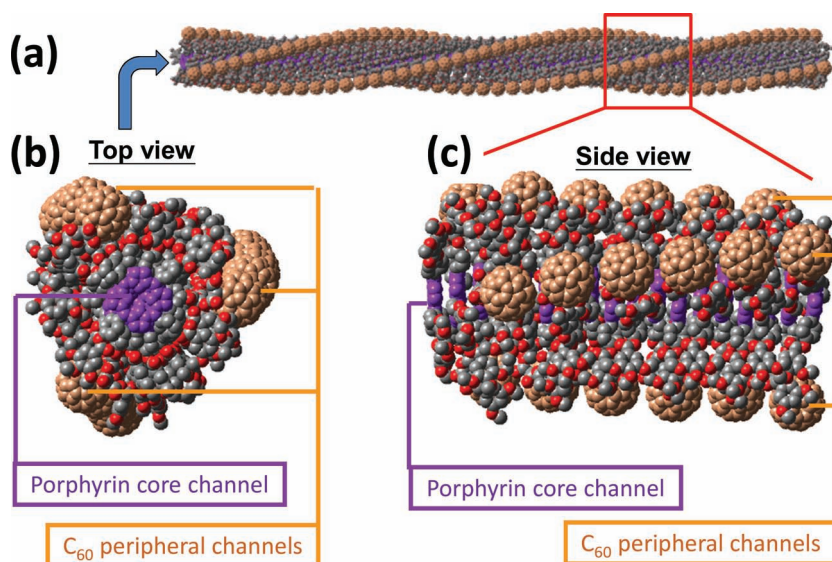 (a)
(b) Top view
(c) Side view
Porphyrin core channel
Porphyrin core channel
C₆₀ peripheral channels
C₆₀ peripheral channels